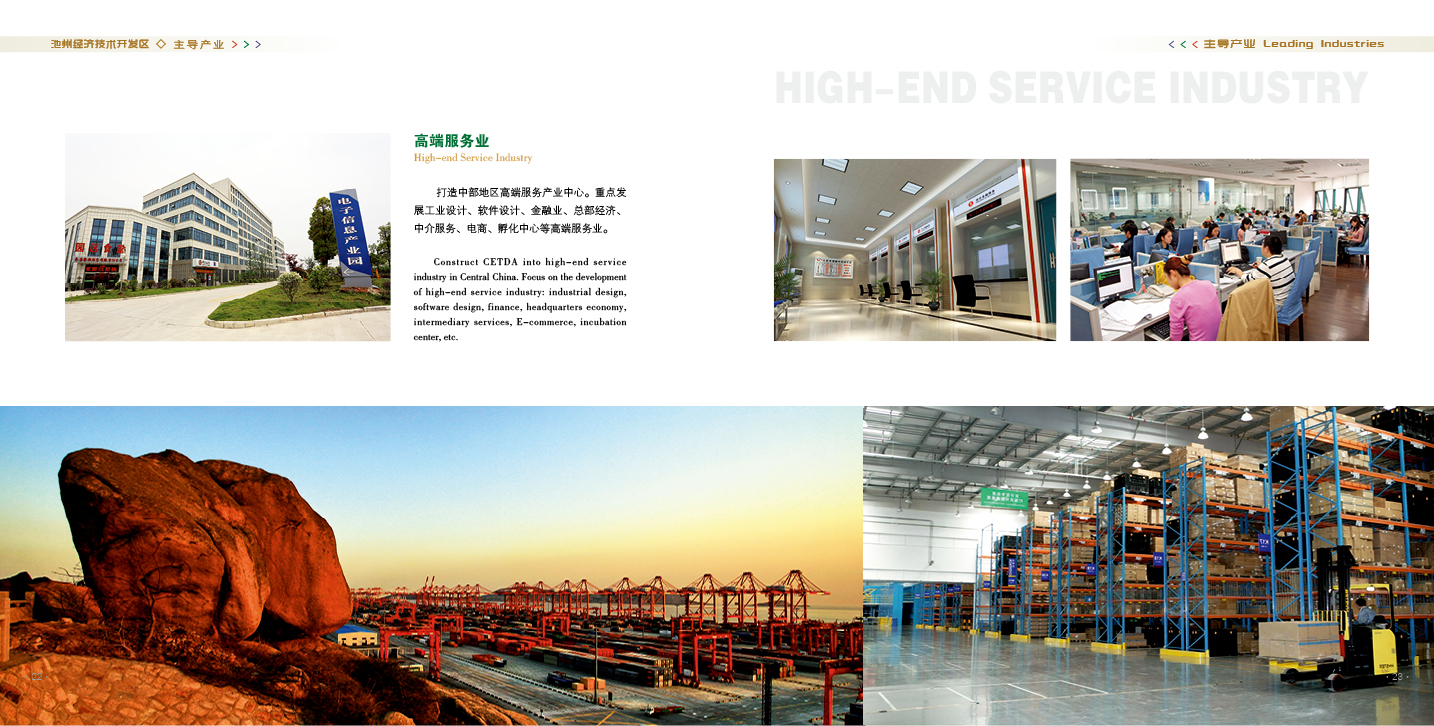 池州经济技术开发区 ◇ 主导产业 > > >
< < < 主导产业 Leading Industries
HIGH-END SERVICE INDUSTRY
高端服务业
High-end Service Industry
打造中部地区高端服务产业中心。重点发
展工业设计、软件设计、金融业、总部经济、
中介服务、电商、孵化中心等高端服务业。
Construct CETDA into high-end service
industry in Central China. Focus on the development
of high-end service industry: industrial design,
software design, finance, headquarters economy,
intermediary services, E-commerce, incubation
center, etc.
电子信息产业园
· 28 ·